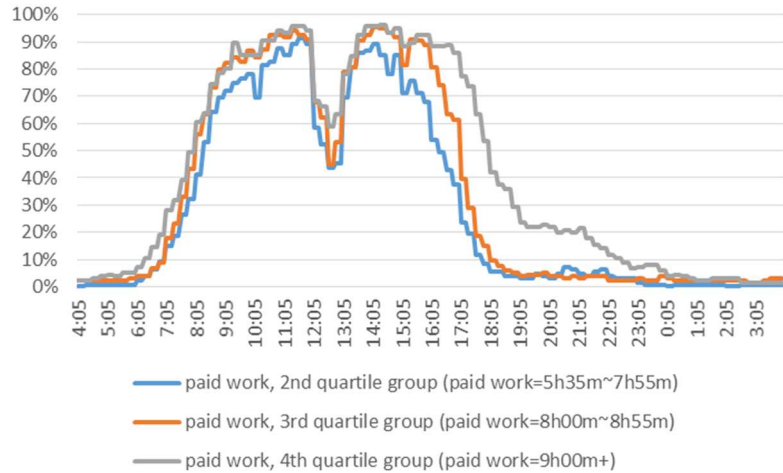 100%
90%
80%
70%
60%
50%
40%
30%
20%
10%
0%
4:05 5:05 6:05 7:05 8:05 9:05 10:05 11:05 12:05 13:05 14:05 15:05 16:05 17:05 18:05 19:05 20:05 21:05 22:05 23:05 0:05 1:05 2:05 3:05
paid work, 2nd quartile group (paid work=5h35m~7h55m)
paid work, 3rd quartile group (paid work=8h00m~8h55m)
paid work, 4th quartile group (paid work=9h00m+)